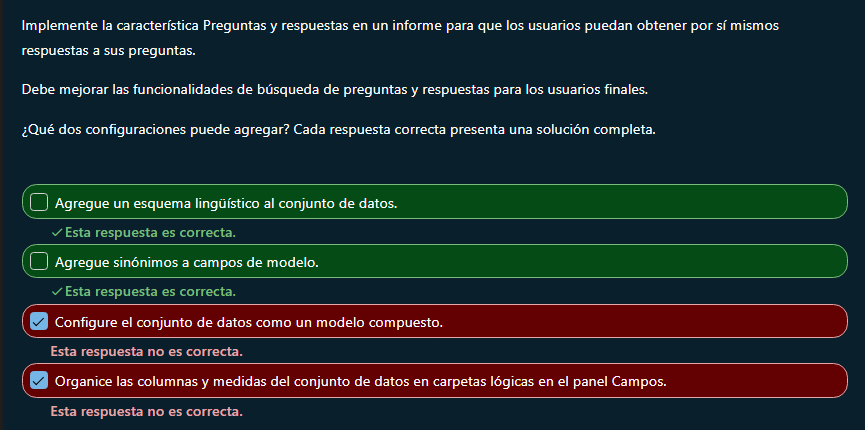 Implemente la característica Preguntas y respuestas en un informe para que los usuarios puedan obtener por sí mismos
respuestas a sus preguntas.
Debe mejorar las funcionalidades de búsqueda de preguntas y respuestas para los usuarios finales.
¿Qué dos configuraciones puede agregar? Cada respuesta correcta presenta una solución completa.
Agregue un esquema lingüístico al conjunto de datos.
Esta respuesta es correcta.
Agregue sinónimos a campos de modelo.
Esta respuesta es correcta.
Configure el conjunto de datos como un modelo compuesto.
Esta respuesta no es correcta.
Organice las columnas y medidas del conjunto de datos en carpetas lógicas en el panel Campos.
Esta respuesta no es correcta.